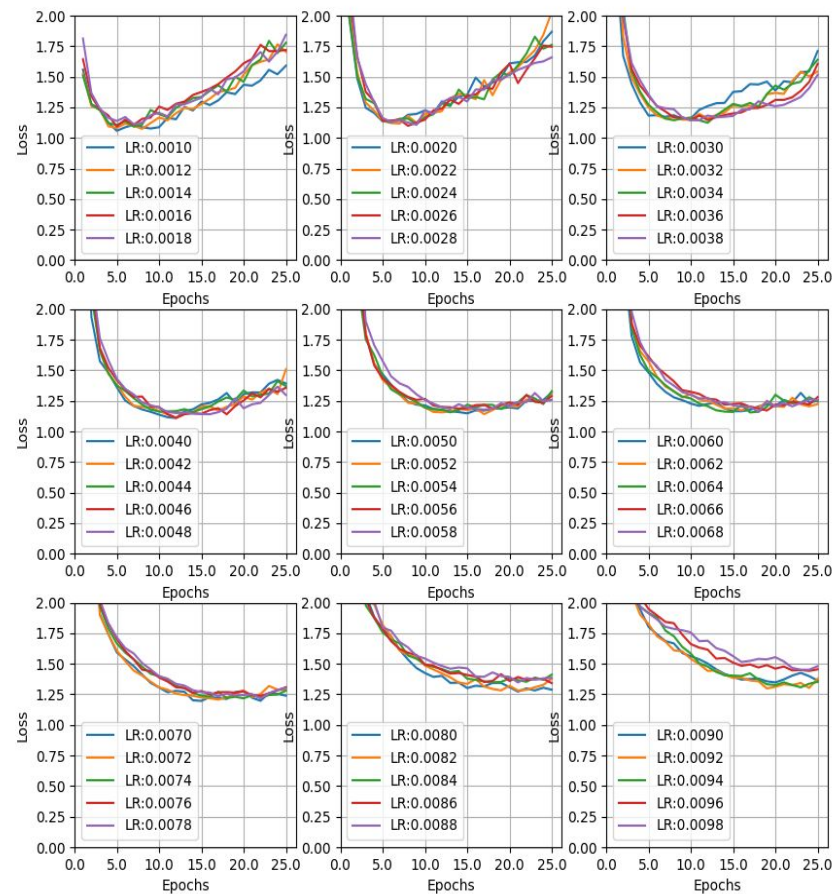 2.00 2.00 2.00
1.75 1.75 1.75
1.50 1.50 1.50
1.25 1.25 1.25
1.00 1.00 1.00
Loss Loss Loss
0.75 LR:0.0010 0.75 LR:0.0020 0.75 LR:0.0030
LR:0.0012 LR:0.0022 LR:0.0032
0.50 LR:0.0014 0.50 LR:0.0024 0.50 LR:0.0034
0.25 LR:0.0016 0.25 LR:0.0026 0.25 LR:0.0036
LR:0.0018 LR:0.0028 LR:0.0038
0.00 0.00 0.00
0.0 5.0 10.0 15.0 20.0 25.0 0.0 5.0 10.0 15.0 20.0 25.0 0.0 5.0 10.0 15.0 20.0 25.0
Epochs Epochs Epochs
2.00 2.00 2.00
1.75 1.75 1.75
1.50 1.50 1.50
1.25 1.25 1.25
1.00 1.00 1.00
Loss Loss Loss
0.75 LR:0.0040 0.75 LR:0.0050 0.75 LR:0.0060
LR:0.0042 LR:0.0052 LR:0.0062
0.50 LR:0.0044 0.50 LR:0.0054 0.50 LR:0.0064
0.25 LR:0.0046 0.25 LR:0.0056 0.25 LR:0.0066
LR:0.0048 LR:0.0058 LR:0.0068
0.00 0.00 0.00
0.0 5.0 10.0 15.0 20.0 25.0 0.0 5.0 10.0 15.0 20.0 25.0 0.0 5.0 10.0 15.0 20.0 25.0
Epochs Epochs Epochs
2.00 2.00 2.00
1.75 1.75 1.75
1.50 1.50 1.50
1.25 1.25 1.25
1.00 1.00 1.00
Loss Loss Loss
0.75 LR:0.0070 0.75 LR:0.0080 0.75 LR:0.0090
LR:0.0072 LR:0.0082 LR:0.0092
0.50 LR:0.0074 0.50 LR:0.0084 0.50 LR:0.0094
0.25 LR:0.0076 0.25 LR:0.0086 0.25 LR:0.0096
LR:0.0078 LR:0.0088 LR:0.0098
0.00 0.00 0.00
0.0 5.0 10.0 15.0 20.0 25.0 0.0 5.0 10.0 15.0 20.0 25.0 0.0 5.0 10.0 15.0 20.0 25.0
Epochs Epochs Epochs